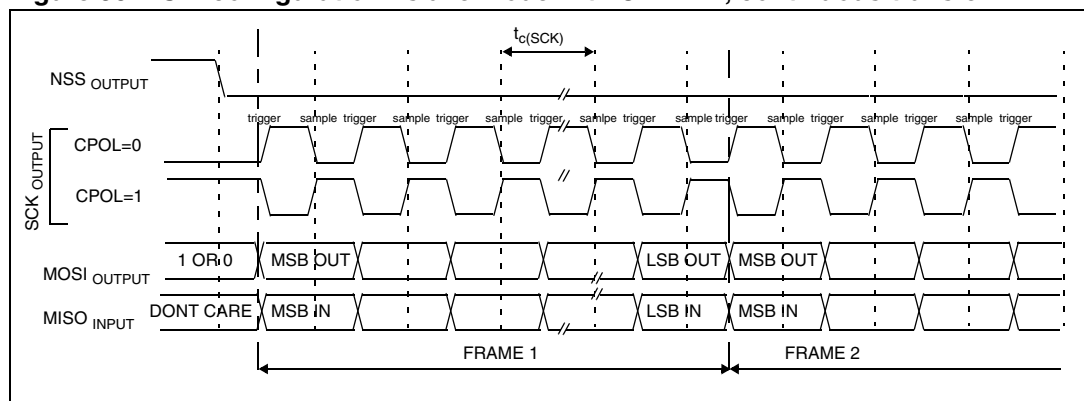 t c(SCK)
NSS OUTPUT
trigger sample trigger sample trigger sample trigger samlpe trigger sample trigger sample trigger sample trigger sample trigger
SCK OUTPUT
CPOL=0
CPOL=1
MOSI OUTPUT
1 OR 0 MSB OUT LSB OUT MSB OUT
MISO INPUT
DONT CARE MSB IN LSB IN MSB IN
FRAME 1 FRAME 2